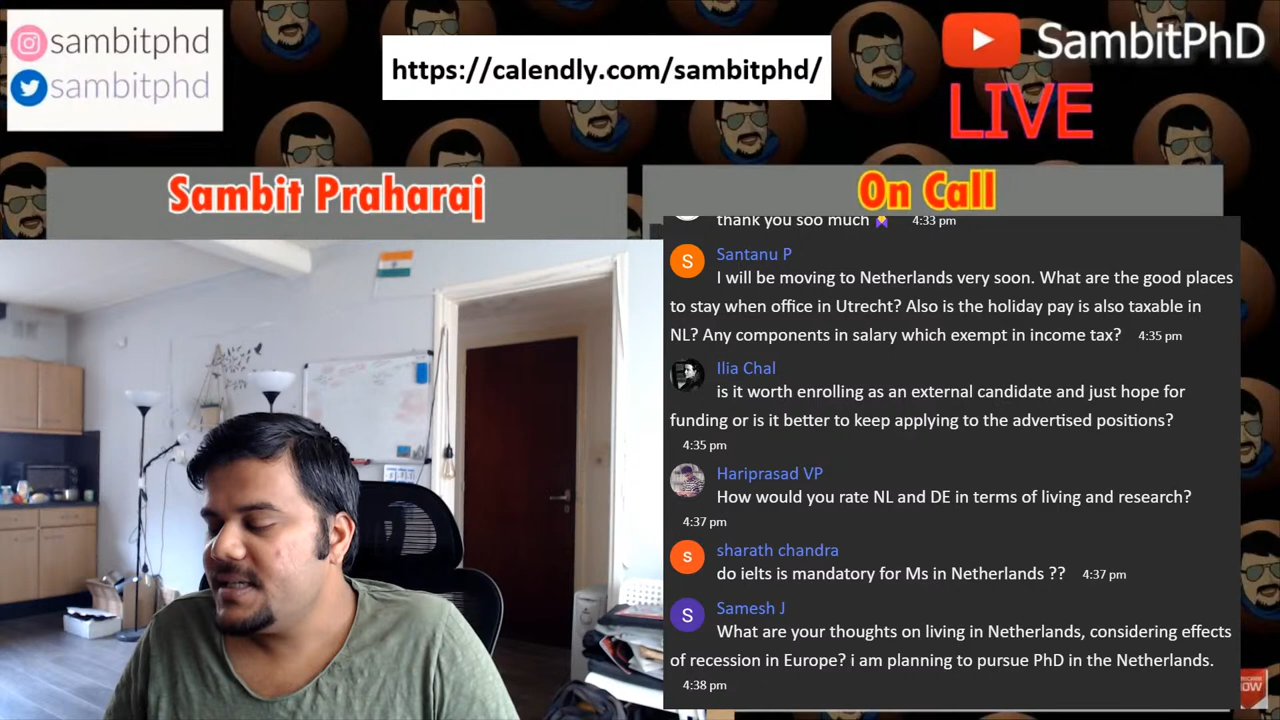 sambitphd
sambitphd
https://calendly.com/sambitphd/
SambitPhD
LIVE
Sambit Praharaj
On Call
thank you soo much 4:33 pm
S
Santanu P
I will be moving to Netherlands very soon. What are the good places
to stay when office in Utrecht? Also is the holiday pay is also taxable in
NL? Any components in salary which exempt in income tax? 4:35 pm
Ilia Chal
is it worth enrolling as an external candidate and just hope for
funding or is it better to keep applying to the advertised positions?
4:35 pm
Hariprasad VP
How would you rate NL and DE in terms of living and research?
4:37 pm
s
sharath chandra
do ielts is mandatory for Ms in Netherlands ?? 4:37 pm
S
Samesh J
What are your thoughts on living in Netherlands, considering effects
of recession in Europe? i am planning to pursue PhD in the Netherlands.
4:38 pm